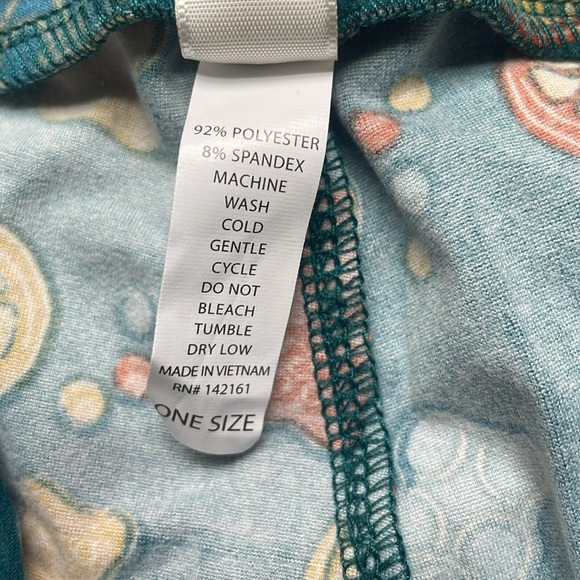 92% POLYESTER
8% SPANDEX
MACHINE
WASH
COLD
GENTLE
CYCLE
DO NOT
BLEACH
TUMBLE
DRY LOW
MADE IN VIETNAM
RN# 142161
ONE SIZE